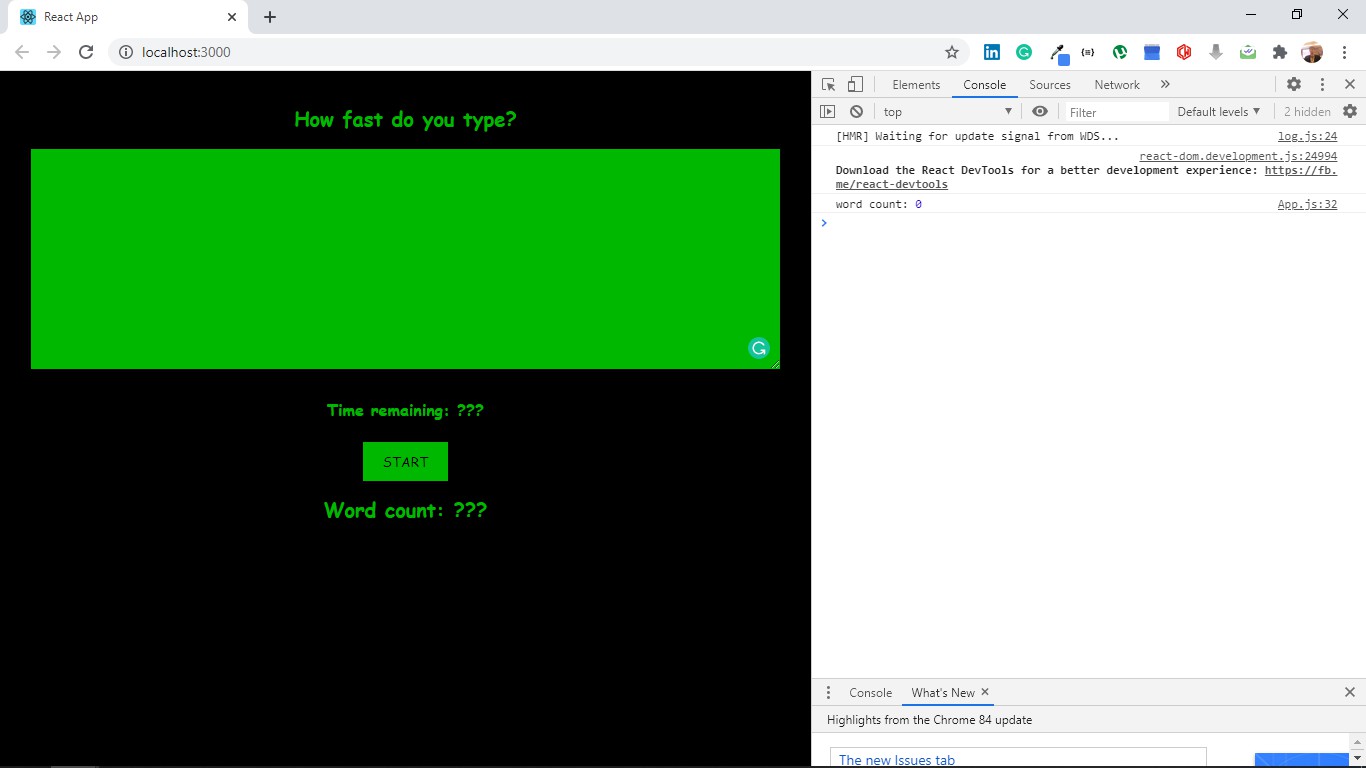 React App
localhost:3000
How fast do you type?
Time remaining: ???
START
Word count: ???
Elements Console Sources Network
top Filter Default levels ▼ 2 hidden
[HMR] Waiting for update signal from WDS... log.js:24
react-dom.development.js:24994
Download the React DevTools for a better development experience: https://fb.
me/react-devtools
word count: 0 App.js:32
Console What's New
Highlights from the Chrome 84 update
The new Issues tab